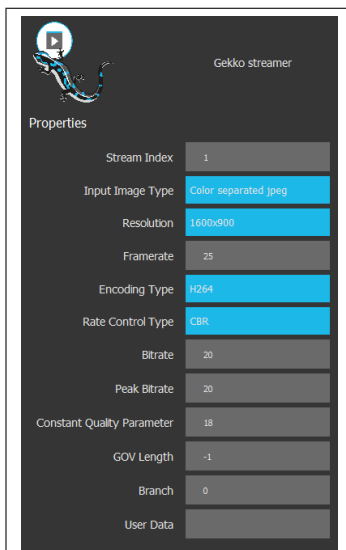 Gekko streamer
Properties
Stream Index 1
Input Image Type Color separated jpeg
Resolution 1600x900
Framerate 25
Encoding Type H264
Rate Control Type CBR
Bitrate 20
Peak Bitrate 20
Constant Quality Parameter 18
GOV Length -1
Branch 0
User Data